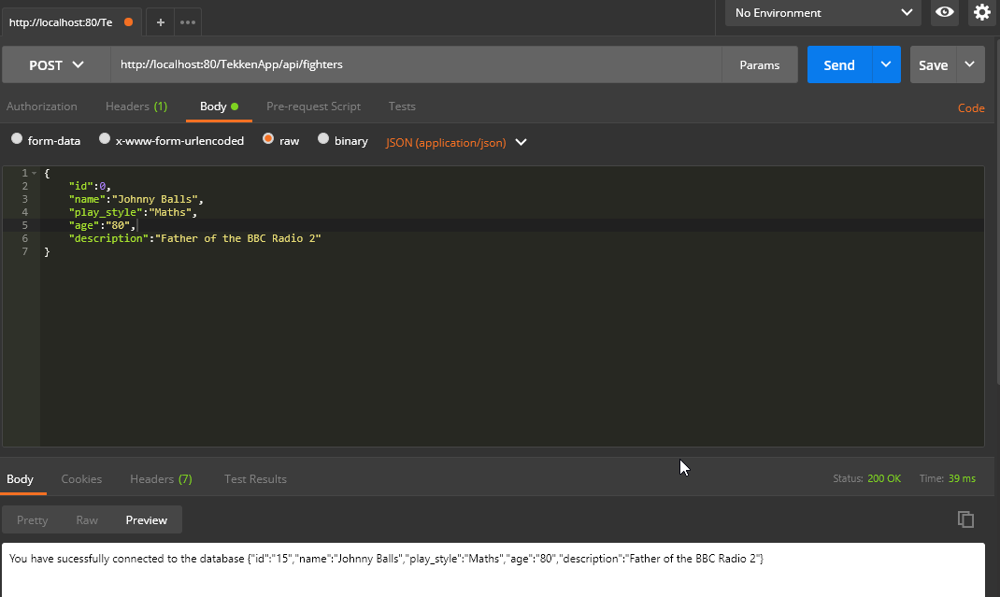 http://localhost:80/Te + ••• No Environment
POST http://localhost:80/TekkenApp/api/fighters Params Send Save
Authorization Headers (1) Body Pre-request Script Tests Code
form-data x-www-form-urlencoded raw binary JSON (application/json)
1 {
2 "id":0,
3 "name":"Johnny Balls",
4 "play_style":"Maths",
5 "age":"80",
6 "description":"Father of the BBC Radio 2"
7 }
Body Cookies Headers (7) Test Results Status: 200 OK Time: 39 ms
Pretty Raw Preview
You have sucessfully connected to the database {"id":"15","name":"Johnny Balls","play_style":"Maths","age":"80","description":"Father of the BBC Radio 2"}